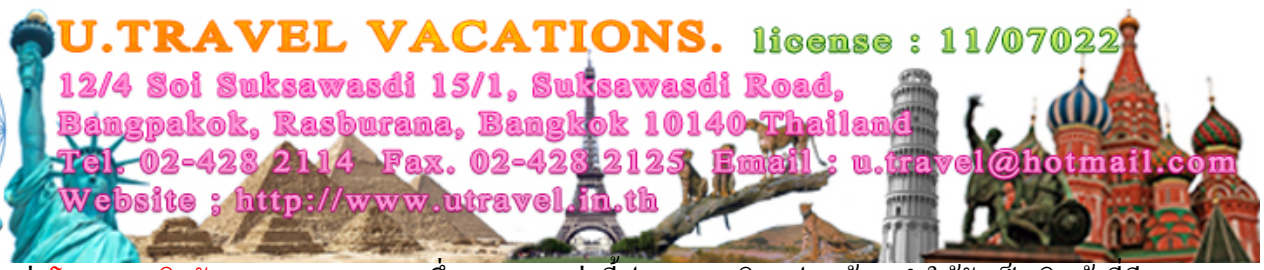 U.TRAVEL VACATIONS. license : 11/07022
12/4 Soi Suksawasdi 15/1, Suksawasdi Road,
Bangpakok, Rasburana, Bangkok 10140 Thailand
Tel. 02-428 2114 Fax. 02-428 2125 Email : u.travel@hotmail.com
Website ; http://www.utravel.in.th